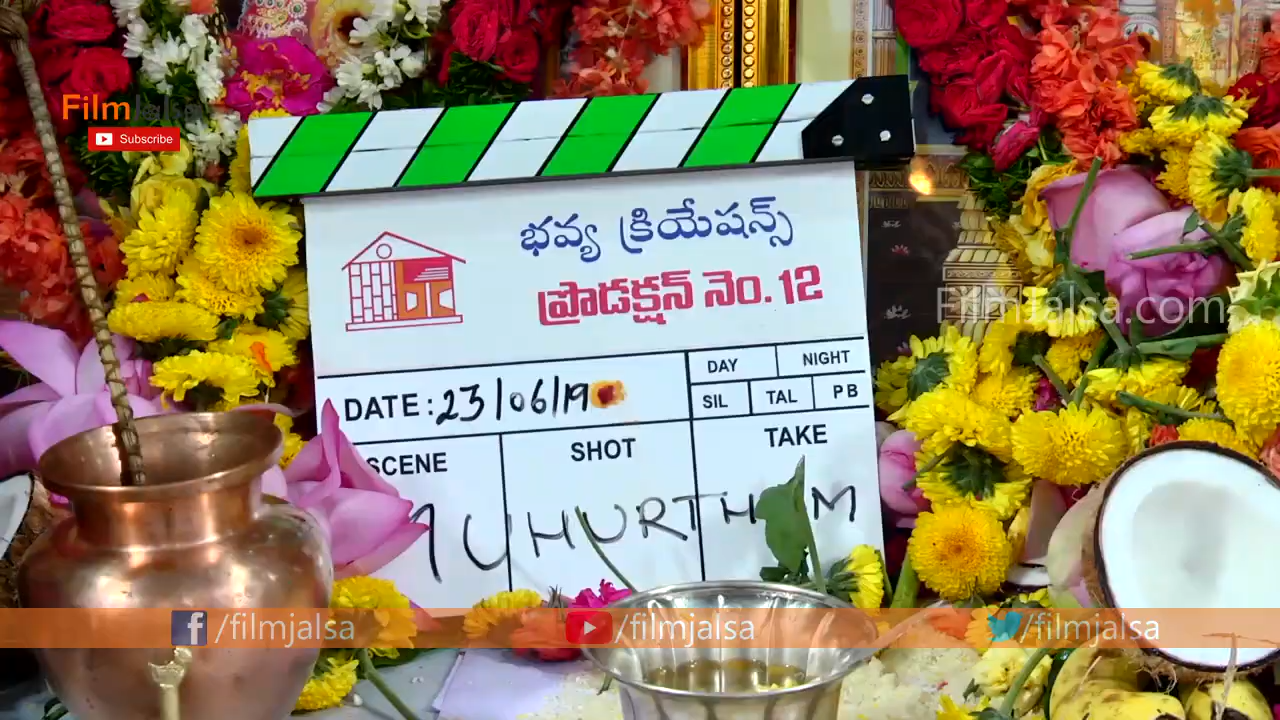 FilmJalsa
Subscribe
భవ్య క్రియేషన్స్
ప్రొడక్షన్ నెం. 12
FilmJalsa.com
DATE: 23/06/19
DAY NIGHT
SIL TAL PB
SCENE SHOT TAKE
MUHURTHAM
/filmjalsa /filmjalsa /filmjalsa